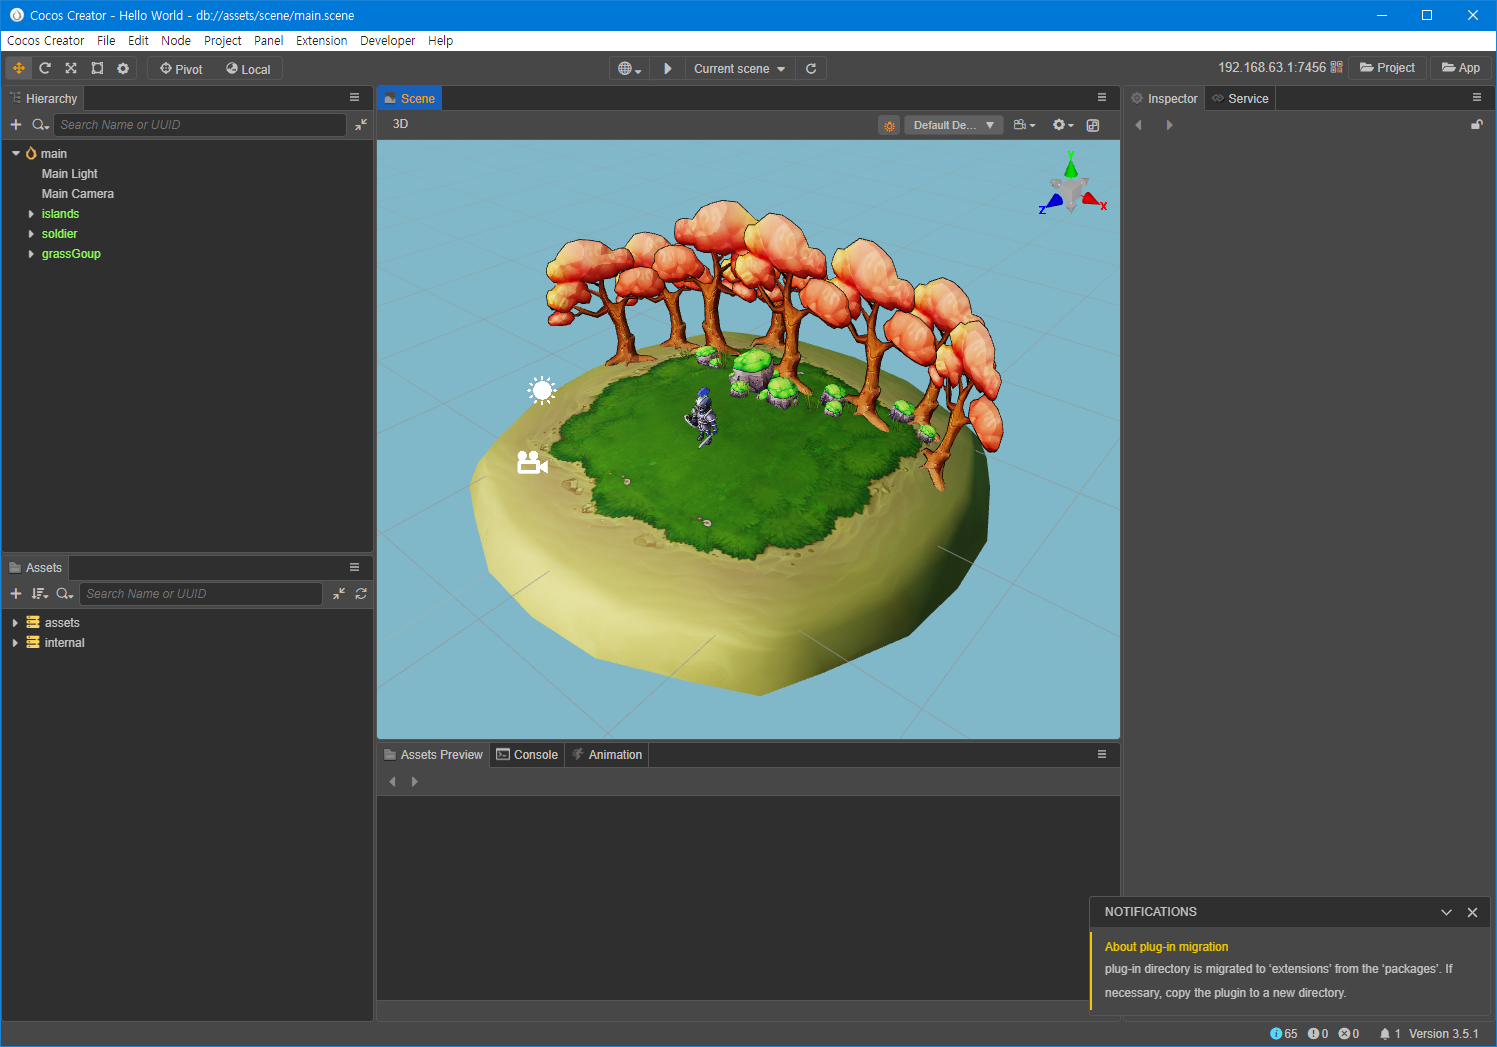 Cocos Creator - Hello World - db://assets/scene/main.scene
Cocos Creator File Edit Node Project Panel Extension Developer Help
Pivot Local Current scene 192.168.63.1:7456 Project App
Hierarchy
Search Name or UUID
main
Main Light
Main Camera
islands
soldier
grassGoup
Assets
Search Name or UUID
assets
internal
Scene
3D Default De... ▼
Y
Z
X
Assets Preview Console Animation
Inspector Service
NOTIFICATIONS
About plug-in migration
plug-in directory is migrated to ‘extensions’ from the ‘packages’. If
necessary, copy the plugin to a new directory.
65 0 0 1 Version 3.5.1